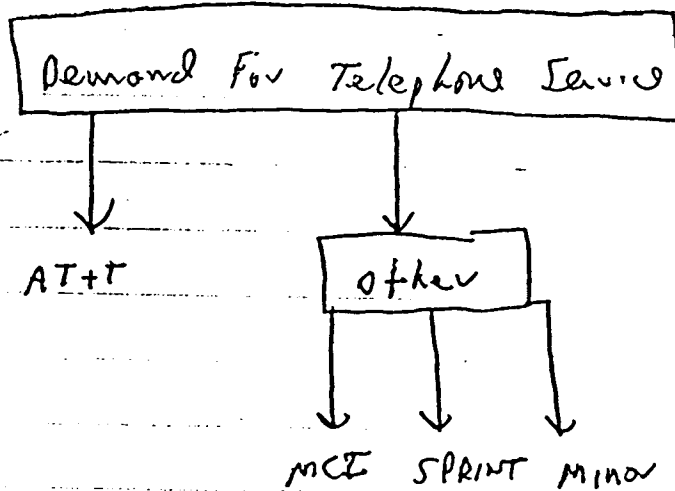 Demand For Telephone Service
AT+T
other
MCI SPRINT MINOR